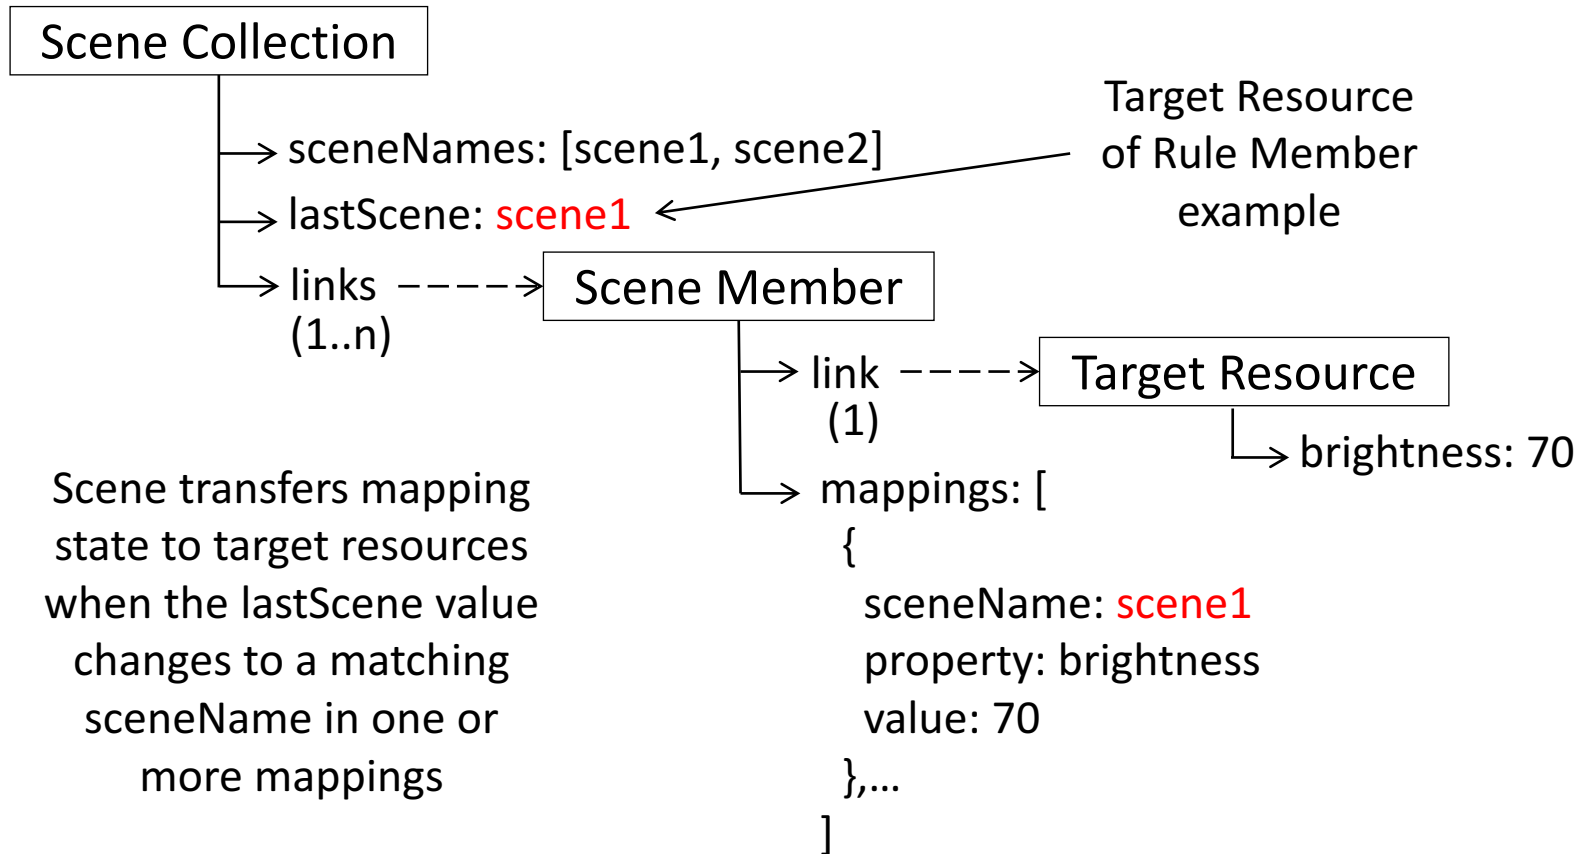 Scene Collection
Target Resource
of Rule Member
example
sceneNames: [scene1, scene2]
lastScene: scene1
links
(1..n)
Scene Member
link
(1)
Target Resource
brightness: 70
Scene transfers mapping
state to target resources
when the lastScene value
changes to a matching
sceneName in one or
more mappings
mappings: [
{
sceneName: scene1
property: brightness
value: 70
},...
]